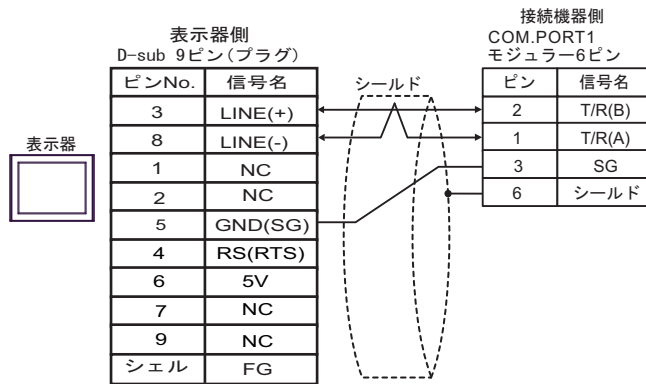 表示器側
D-sub 9ピン(プラグ)
ピンNo. 信号名
3 LINE(+)
8 LINE(-)
1 NC
2 NC
5 GND(SG)
4 RS(RTS)
6 5V
7 NC
9 NC
シェル FG
表示器
シールド
接続機器側
COM.PORT1
モジュラー6ピン
ピン 信号名
2 T/R(B)
1 T/R(A)
3 SG
6 シールド